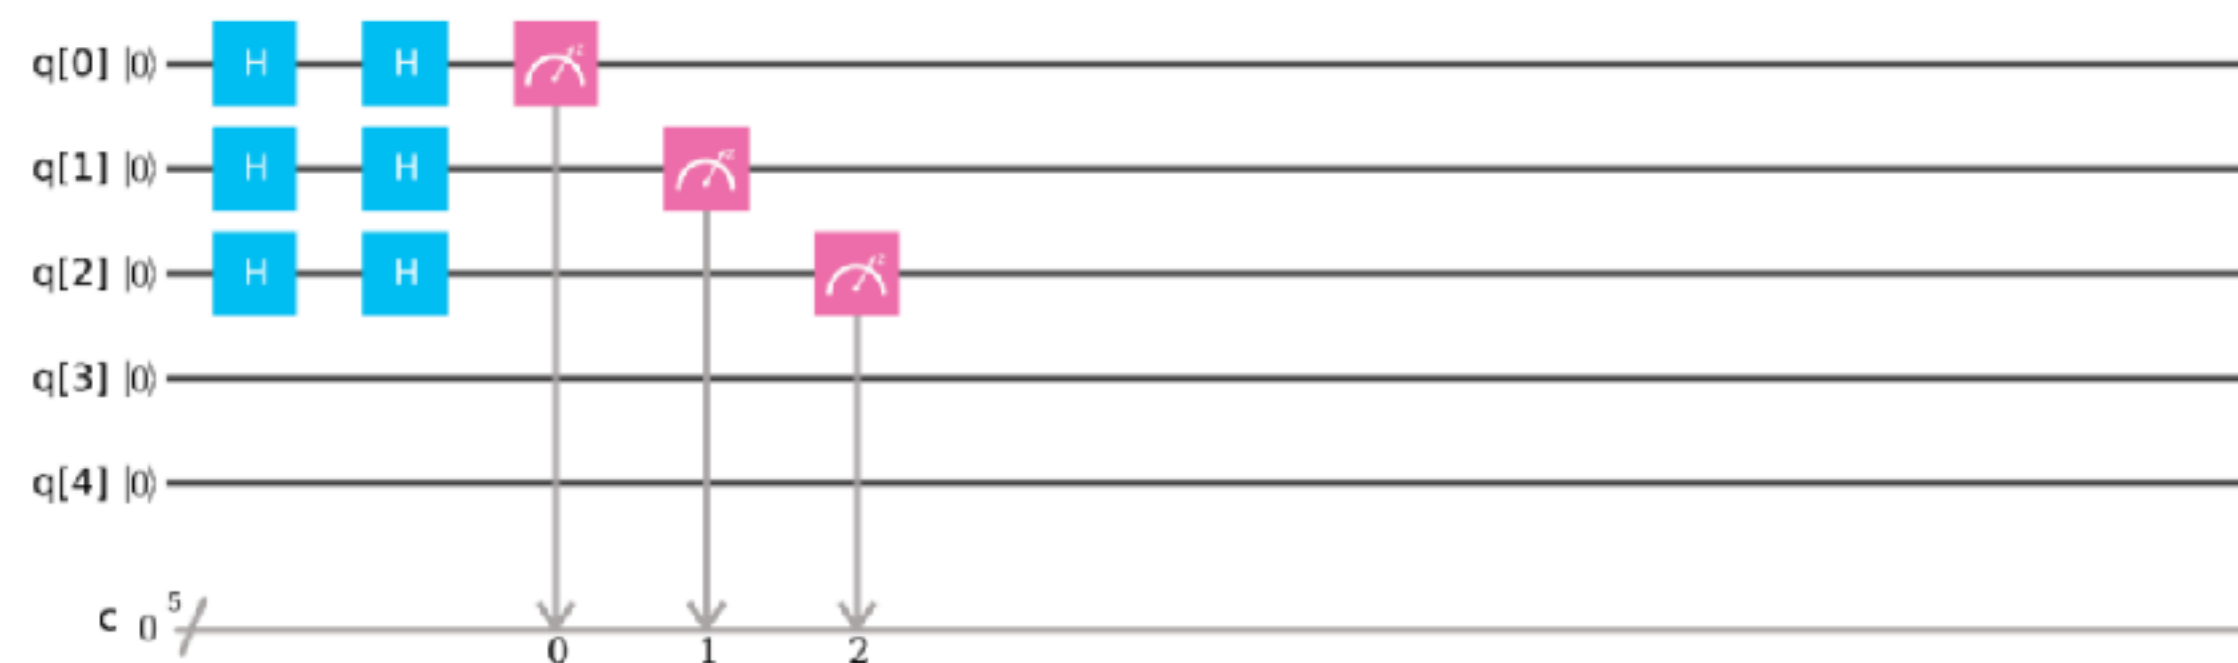 q[0] |0⟩ H H z
q[1] |0⟩ H H z
q[2] |0⟩ H H z
q[3] |0⟩
q[4] |0⟩
c 0 5
0 1 2